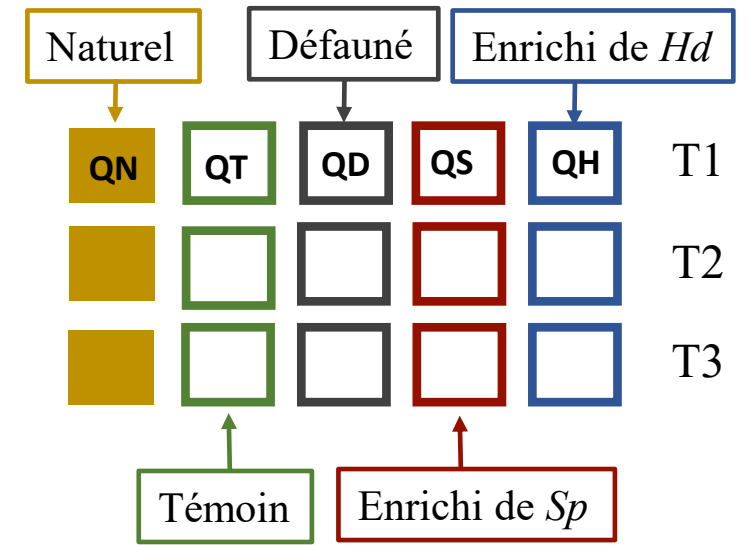 Naturel
Défauné
Enrichi de Hd
QN QT QD QS QH T1
T2
T3
Témoin
Enrichi de Sp